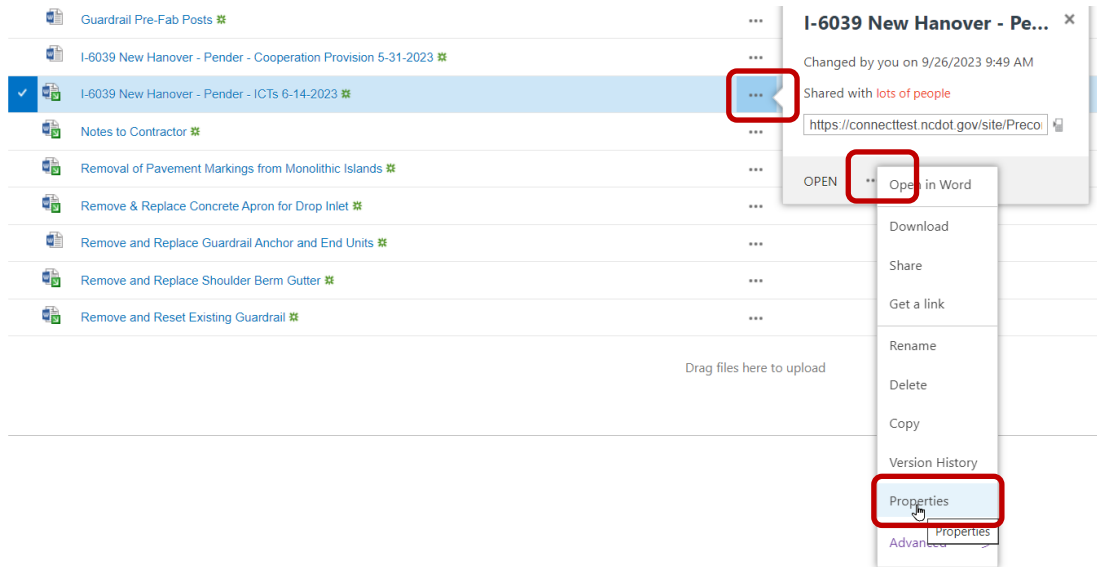 Guardrail Pre-Fab Posts
...
I-6039 New Hanover - Pender - Cooperation Provision 5-31-2023
...
I-6039 New Hanover - Pender - ICTs 6-14-2023
...
Notes to Contractor
...
Removal of Pavement Markings from Monolithic Islands
...
Remove & Replace Concrete Apron for Drop Inlet
...
Remove and Replace Guardrail Anchor and End Units
...
Remove and Replace Shoulder Berm Gutter
...
Remove and Reset Existing Guardrail
...
Drag files here to upload
I-6039 New Hanover - Pe...
Changed by you on 9/26/2023 9:49 AM
Shared with lots of people
https://connecttest.ncdot.gov/site/Preco
OPEN
Open in Word
Download
Share
Get a link
Rename
Delete
Copy
Version History
Properties
Properties
Advanced >